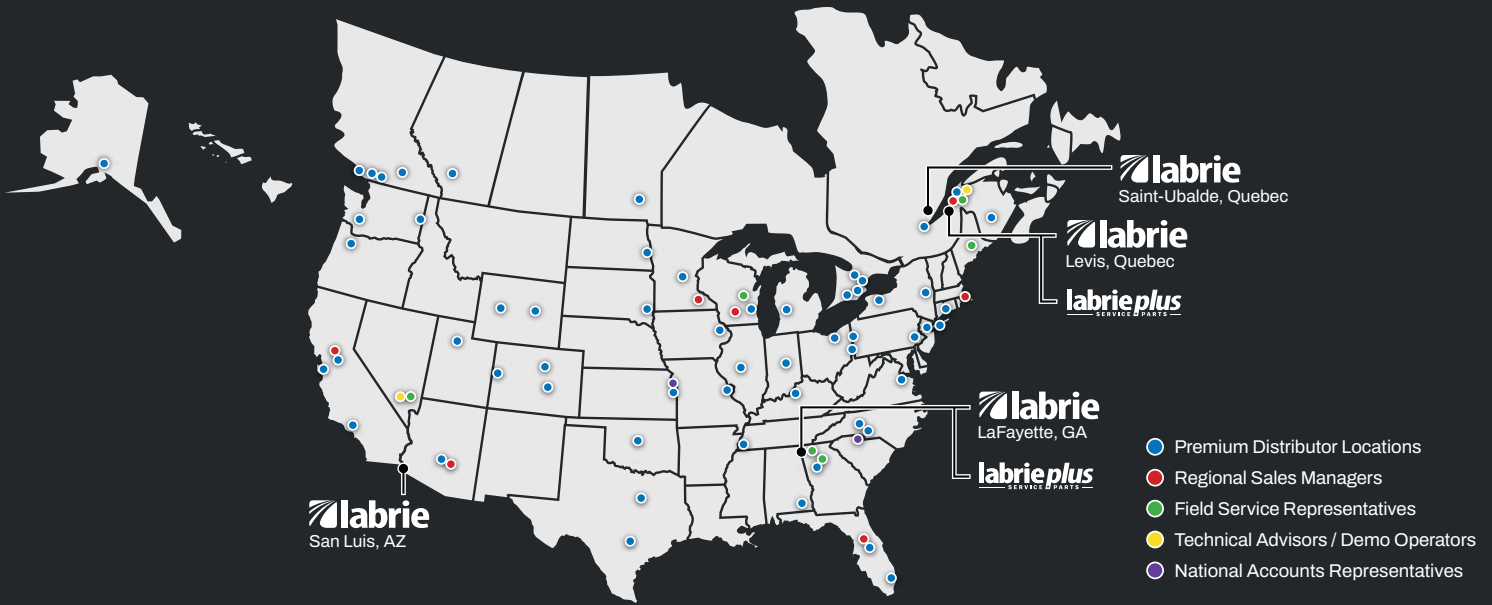 labrie
Saint-Ubalde, Quebec
labrie
Levis, Quebec
labrieplus
SERVICE PARTS
labrie
LaFayette, GA
labrieplus
SERVICE PARTS
labrie
San Luis, AZ
Premium Distributor Locations
Regional Sales Managers
Field Service Representatives
Technical Advisors / Demo Operators
National Accounts Representatives